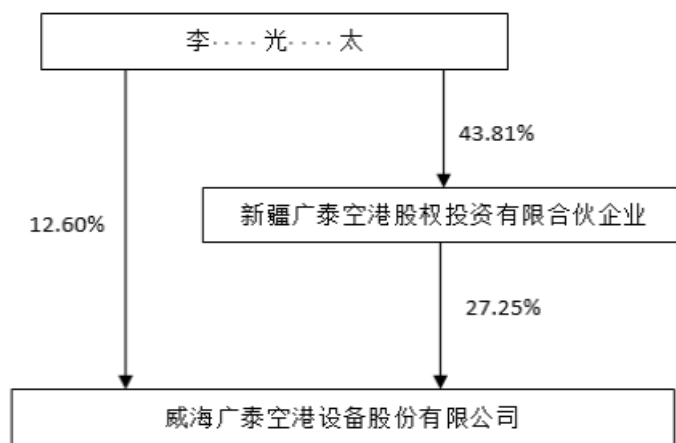 李····光····太
43.81%
新疆广泰空港股权投资有限合伙企业
12.60%
27.25%
威海广泰空港设备股份有限公司